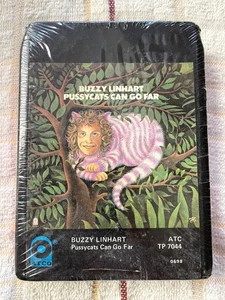 BUZZY LINHART
PUSSYCATS CAN GO FAR
ATCO
BUZZY LINHART
Pussycats Can Go Far
ATC
TP 7044
0698